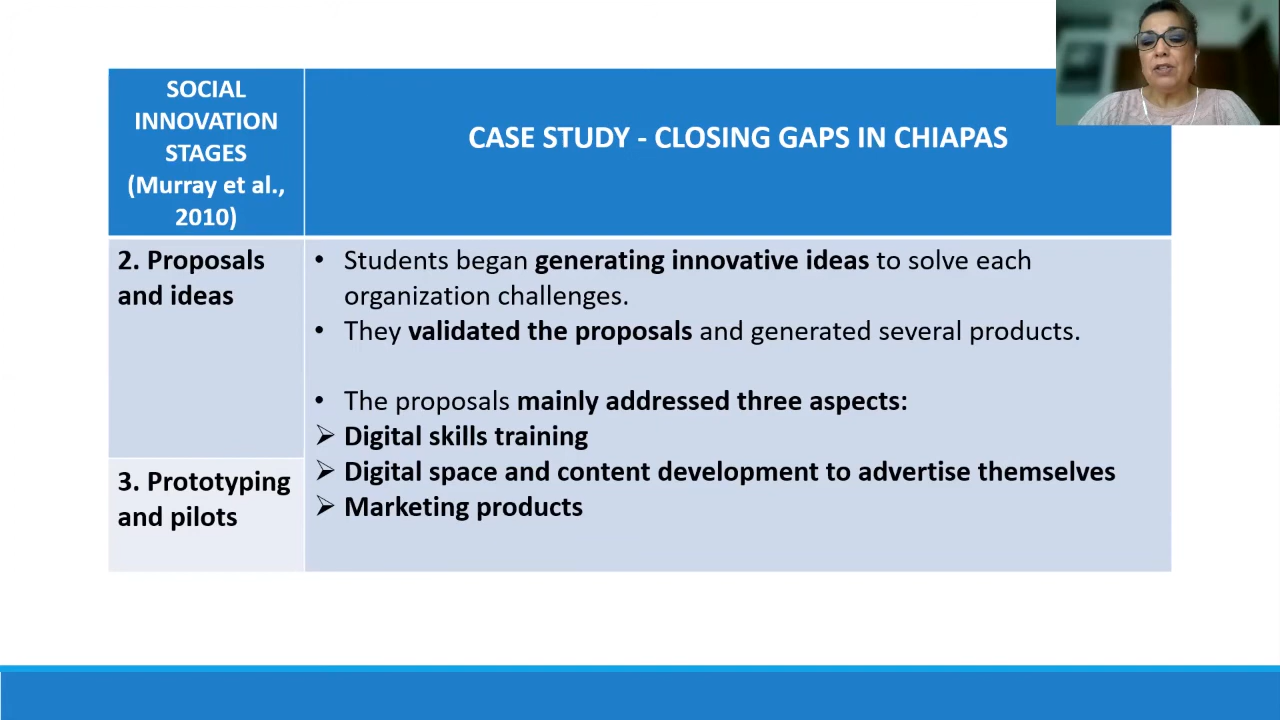 SOCIAL
INNOVATION
STAGES
(Murray et al.,
2010)
CASE STUDY - CLOSING GAPS IN CHIAPAS
2. Proposals
and ideas
• Students began generating innovative ideas to solve each
organization challenges.
• They validated the proposals and generated several products.
• The proposals mainly addressed three aspects:
➢ Digital skills training
➢ Digital space and content development to advertise themselves
➢ Marketing products
3. Prototyping
and pilots